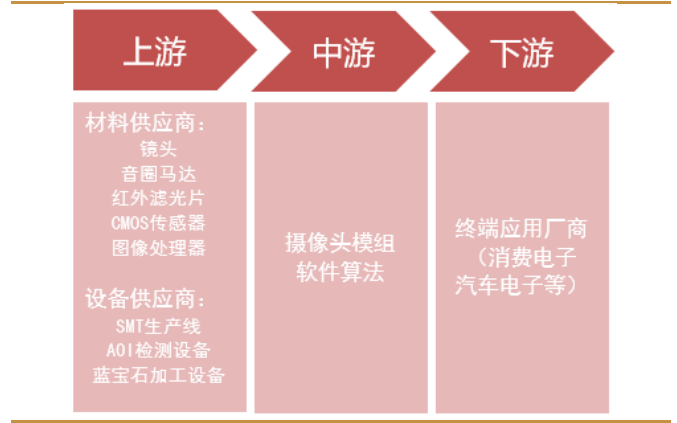 上游
中游
下游
材料供应商：
镜头
音圈马达
红外滤光片
CMOS传感器
图像处理器
设备供应商：
SMT生产线
AOI检测设备
蓝宝石加工设备
摄像头模组
软件算法
终端应用厂商
（消费电子
汽车电子等）